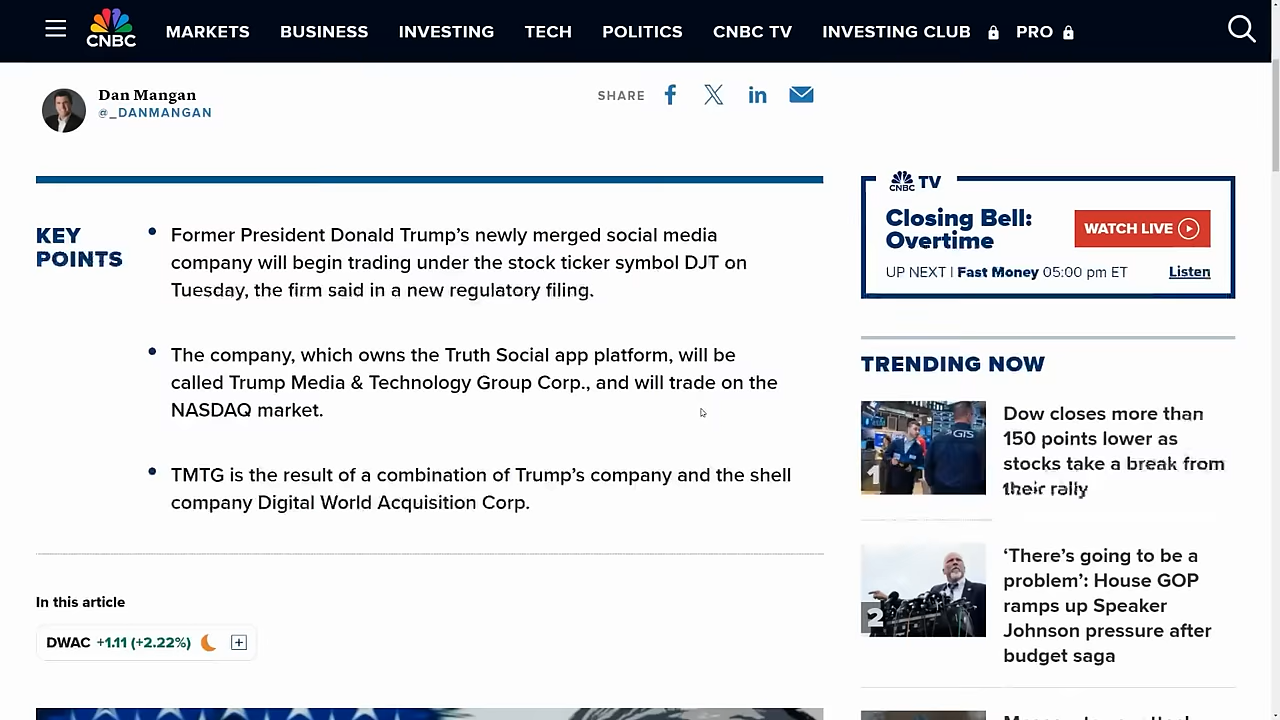 CNBC
MARKETS
BUSINESS
INVESTING
TECH
POLITICS
CNBC TV
INVESTING CLUB
PRO
Dan Mangan
@_DANMANGAN
SHARE
KEY
POINTS
• Former President Donald Trump’s newly merged social media
company will begin trading under the stock ticker symbol DJT on
Tuesday, the firm said in a new regulatory filing.
• The company, which owns the Truth Social app platform, will be
called Trump Media & Technology Group Corp., and will trade on the
NASDAQ market.
• TMTG is the result of a combination of Trump’s company and the shell
company Digital World Acquisition Corp.
In this article
DWAC +1.11 (+2.22%)
CNBC TV
Closing Bell:
Overtime
WATCH LIVE
UP NEXT | Fast Money 05:00 pm ET
Listen
TRENDING NOW
GTS
1
Dow closes more than
150 points lower as
stocks take a break from
their rally
2
‘There’s going to be a
problem’: House GOP
ramps up Speaker
Johnson pressure after
budget saga